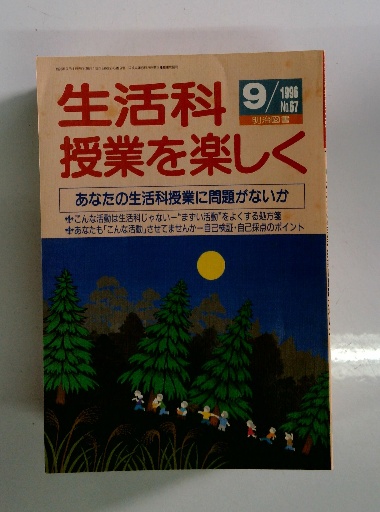 生活科
9/1996
No.67
明治図書
授業を楽しく
あなたの生活科授業に問題がないか
こんな活動は生活科じゃない―“まずい活動”をよくする処方箋
あなたも「こんな活動」させてませんか―自己検証・自己採点のポイント